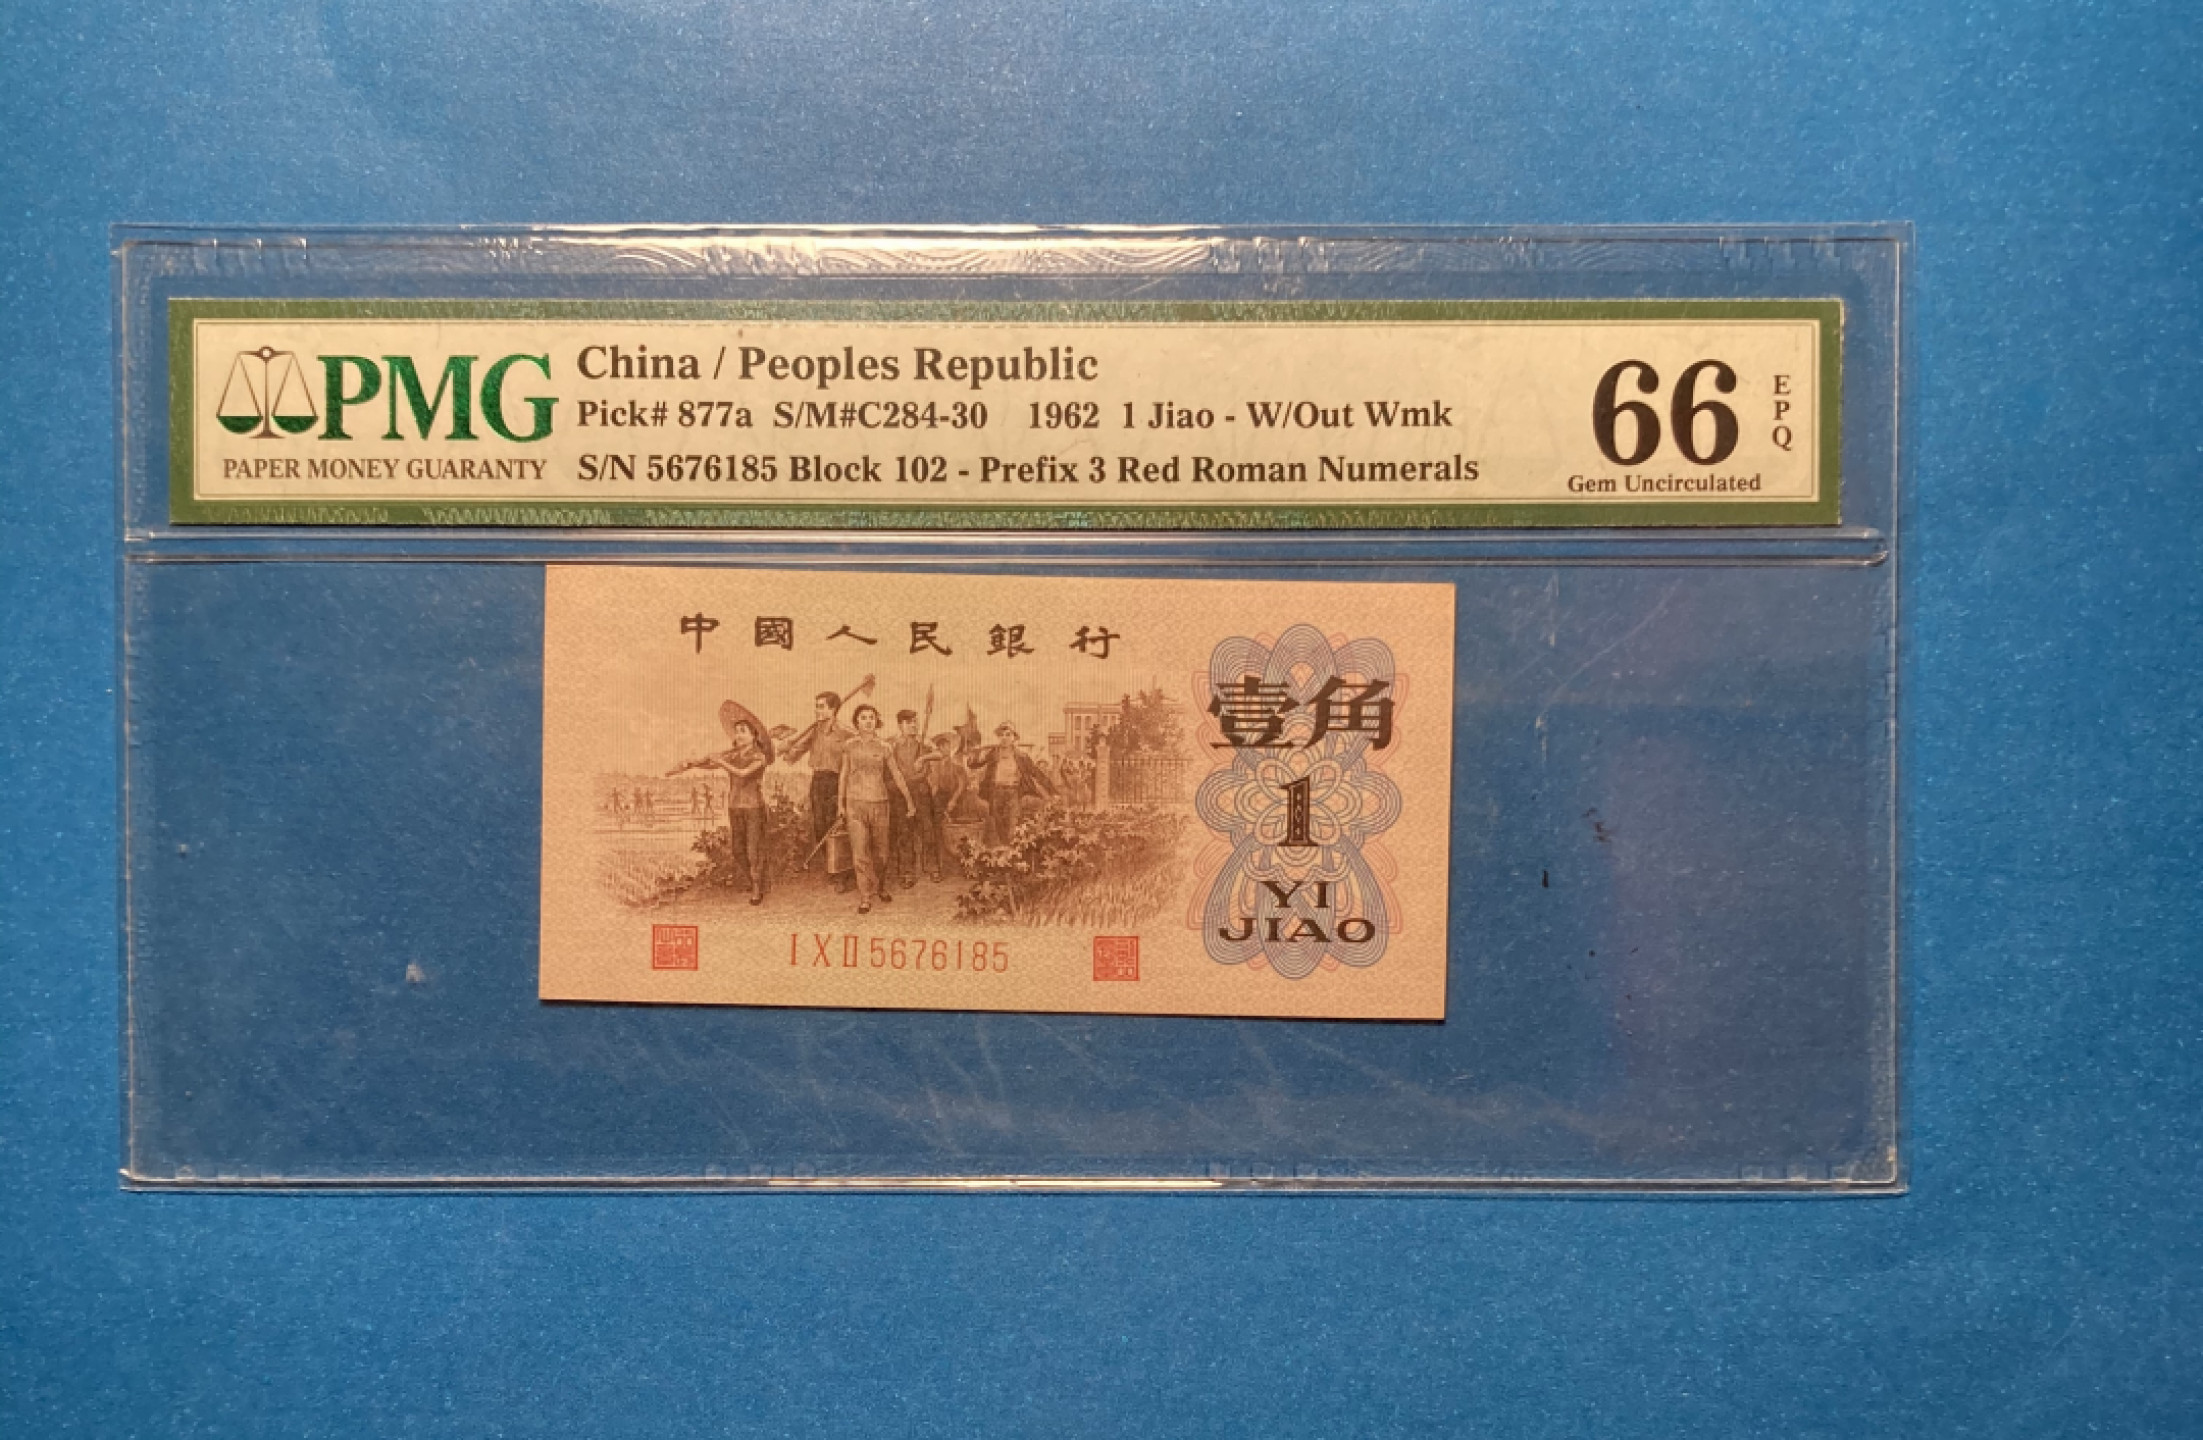 PMG
PAPER MONEY GUARANTY
China / Peoples Republic
Pick# 877a S/M#C284-30 1962 1 Jiao - W/Out Wmk
S/N 5676185 Block 102 - Prefix 3 Red Roman Numerals
66
EPQ
Gem Uncirculated
中國人民銀行
壹角
1
YI
JIAO
I X II 5676185